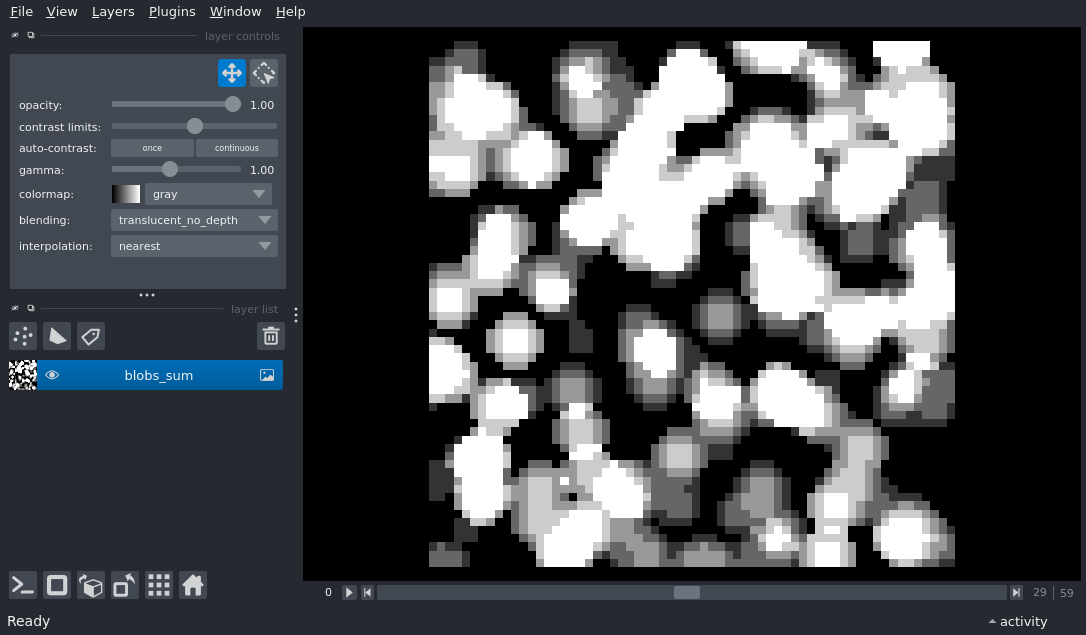 File View Layers Plugins Window Help
layer controls
opacity: 1.00
contrast limits:
auto-contrast: once continuous
gamma: 1.00
colormap: gray
blending: translucent_no_depth
interpolation: nearest
layer list
blobs_sum
0 29 59
Ready activity